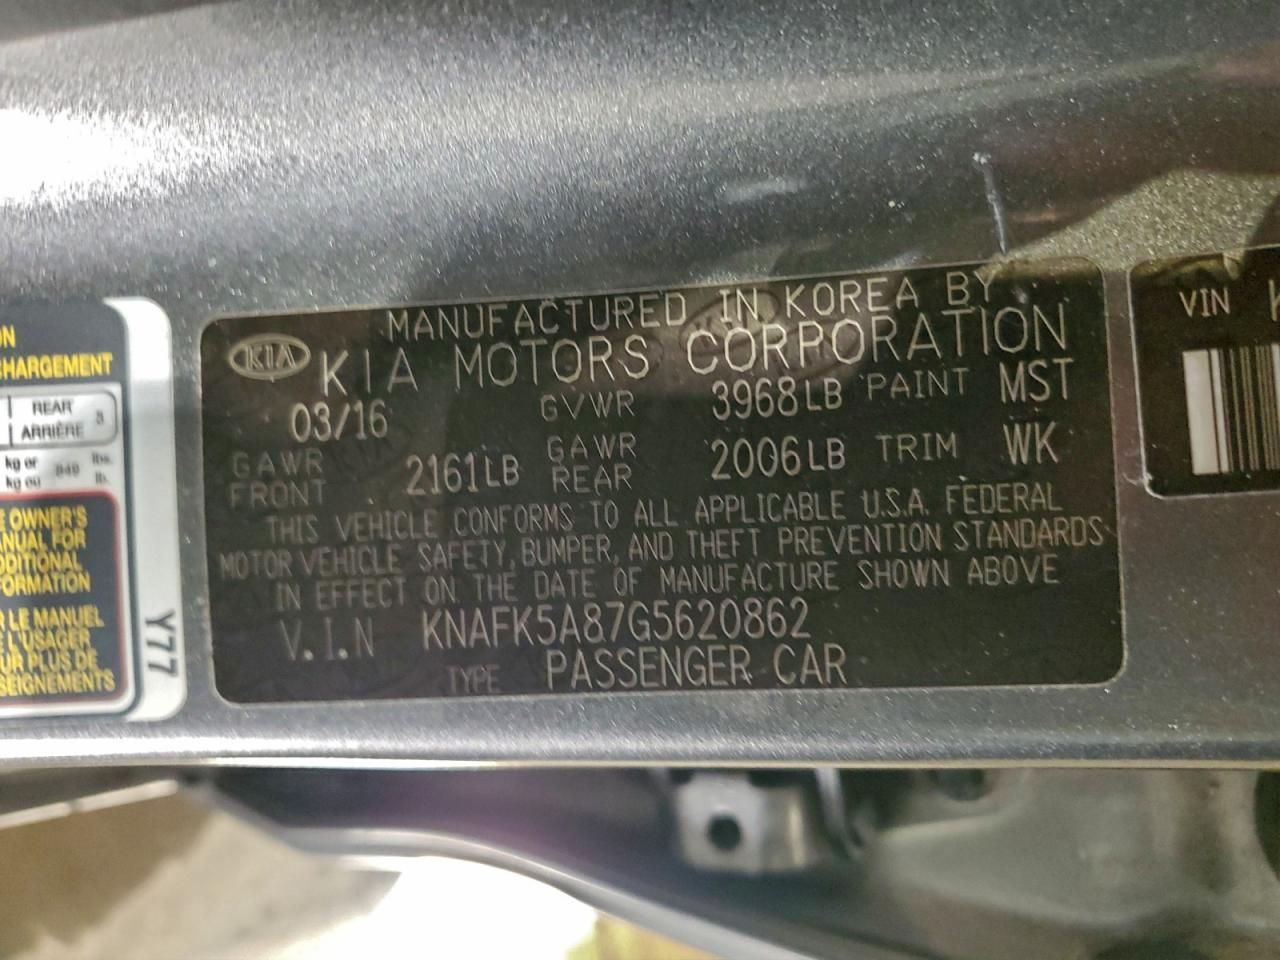 ON
CHARGEMENT
REAR 3
ARRIÈRE
kg or 849 lbs.
kg ou lb.
E OWNER'S
ANUAL FOR
DDITIONAL
FORMATION
R LE MANUEL
E L'USAGER
UR PLUS DE
SEIGNEMENTS
Y77
MANUFACTURED IN KOREA BY
KIA KIA MOTORS CORPORATION
03/16 GVWR 3968LB PAINT MST
GAWR FRONT 2161LB GAWR REAR 2006LB TRIM WK
THIS VEHICLE CONFORMS TO ALL APPLICABLE U.S.A. FEDERAL
MOTOR VEHICLE SAFETY, BUMPER, AND THEFT PREVENTION STANDARDS
IN EFFECT ON THE DATE OF MANUFACTURE SHOWN ABOVE
V.I.N KNAFK5A87G5620862
TYPE PASSENGER CAR
VIN K